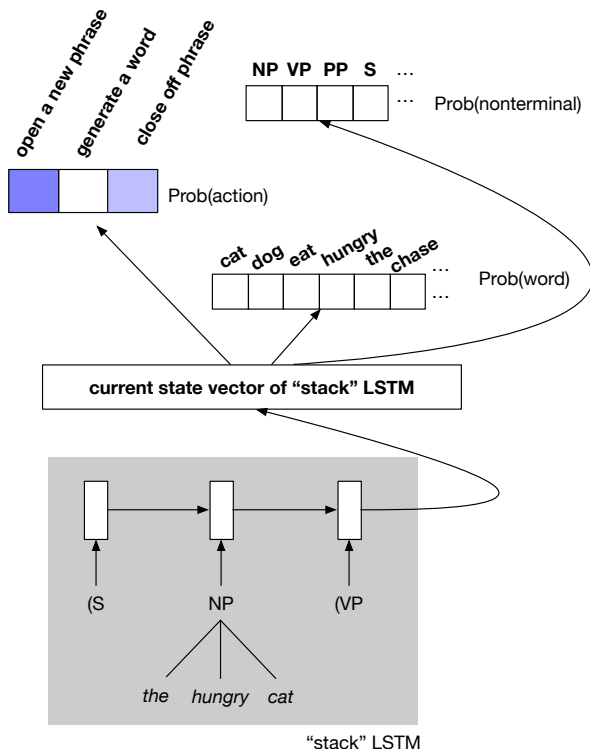 open a new phrase
generate a word
close off phrase
Prob(action)
NP VP PP S ...
...
Prob(nonterminal)
cat dog eat hungry the chase ...
...
Prob(word)
current state vector of “stack” LSTM
(S NP (VP
the hungry cat
“stack” LSTM